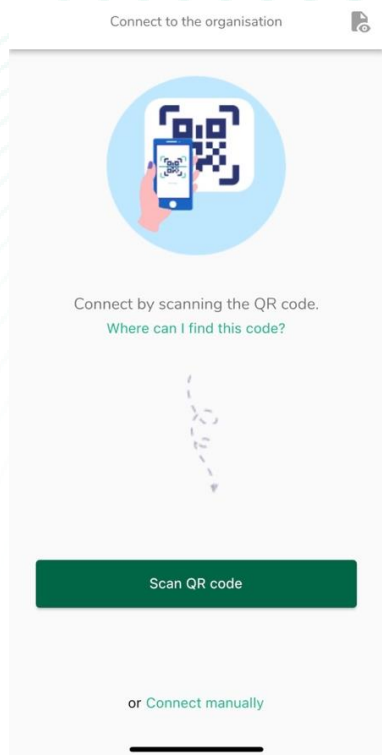 Connect to the organisation
Connect by scanning the QR code.
Where can I find this code?
Scan QR code
or Connect manually